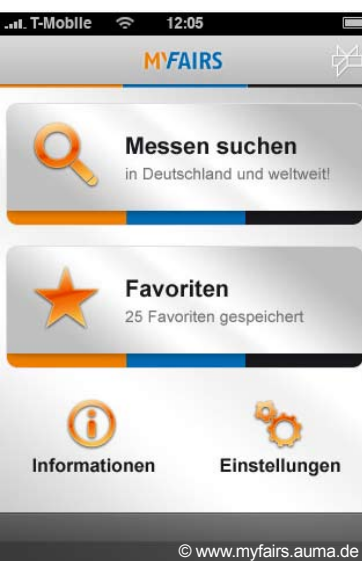 T-Mobile 12:05
MYFAIRS
Messen suchen
in Deutschland und weltweit!
Favoriten
25 Favoriten gespeichert
Informationen Einstellungen
© www.myfairs.auma.de